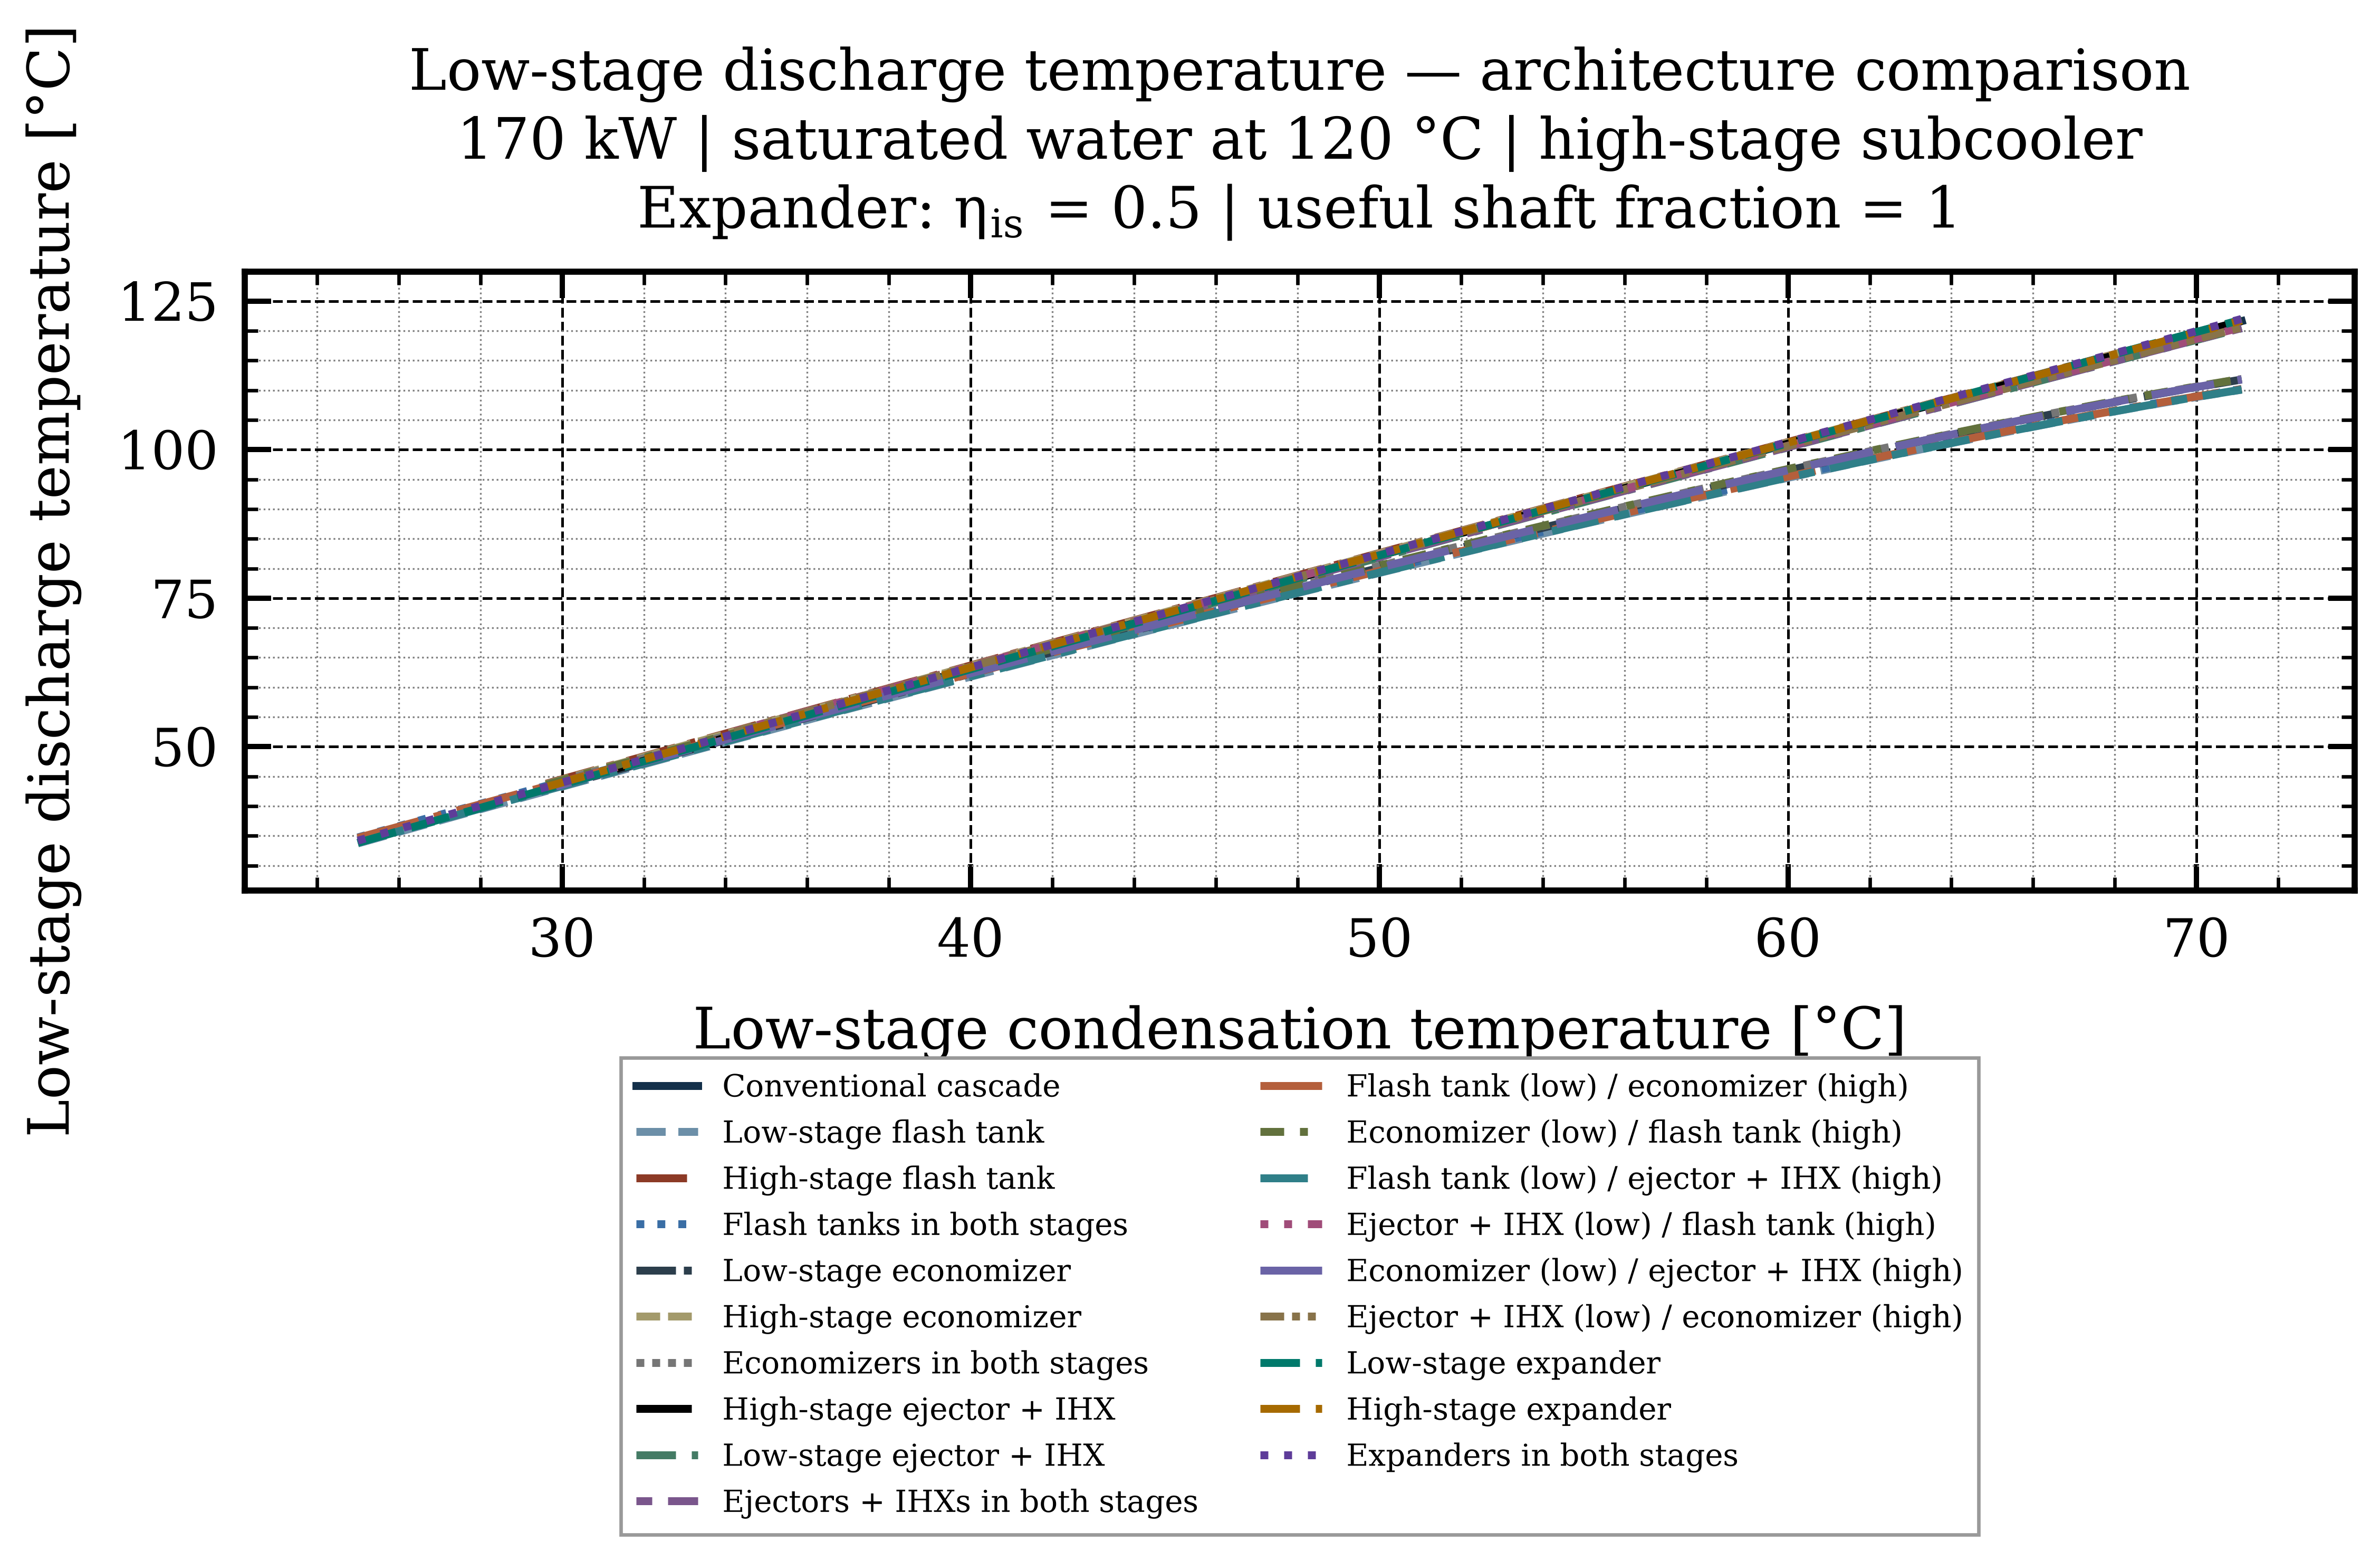 Low-stage discharge temperature — architecture comparison
170 kW | saturated water at 120 °C | high-stage subcooler
Expander: ηis = 0.5 | useful shaft fraction = 1
Low-stage discharge temperature [°C]
125
100
75
50
30 40 50 60 70
Low-stage condensation temperature [°C]
Conventional cascade
Low-stage flash tank
High-stage flash tank
Flash tanks in both stages
Low-stage economizer
High-stage economizer
Economizers in both stages
High-stage ejector + IHX
Low-stage ejector + IHX
Ejectors + IHXs in both stages
Flash tank (low) / economizer (high)
Economizer (low) / flash tank (high)
Flash tank (low) / ejector + IHX (high)
Ejector + IHX (low) / flash tank (high)
Economizer (low) / ejector + IHX (high)
Ejector + IHX (low) / economizer (high)
Low-stage expander
High-stage expander
Expanders in both stages